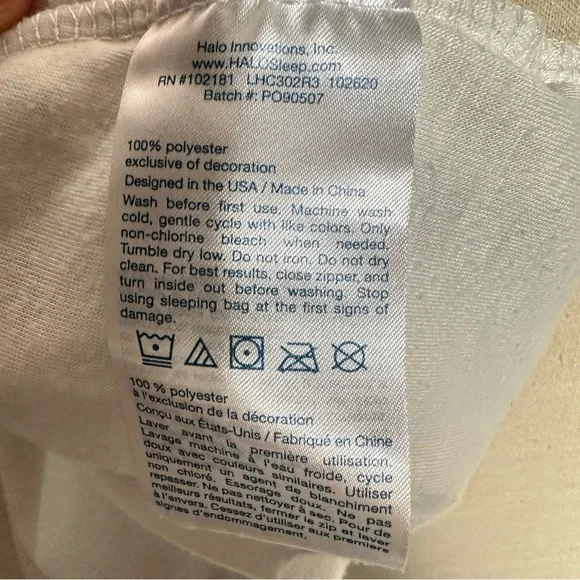 Halo Innovations, Inc.
www.HALOSleep.com
RN #102181 LHC302R3 102620
Batch #: PO90507
100% polyester
exclusive of decoration
Designed in the USA / Made in China
Wash before first use. Machine wash
cold, gentle cycle with like colors. Only
non-chlorine bleach when needed.
Tumble dry low. Do not iron. Do not dry
clean. For best results, close zipper, and
turn inside out before washing. Stop
using sleeping bag at the first signs of
damage.
100 % polyester
à l'exclusion de la décoration
Conçu aux États-Unis / Fabriqué en Chine
Laver avant la première utilisation.
Lavage machine à l'eau froide, cycle
doux avec couleurs similaires. Utiliser
uniquement un agent de blanchiment
non chloré. Essorage doux. Ne pas
repasser. Ne pas nettoyer à sec. Pour de
meilleurs résultats, fermer le zip et laver
à l'envers. Cessez d'utiliser aux premiers
signes d'endommagement.